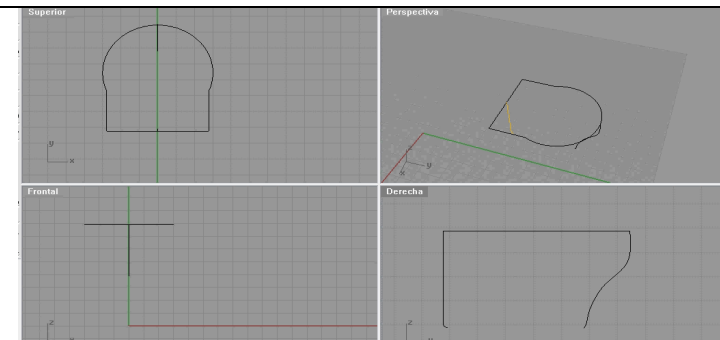 Superior
Perspectiva
y
x
z
y
x
Frontal
Derecha
z
z